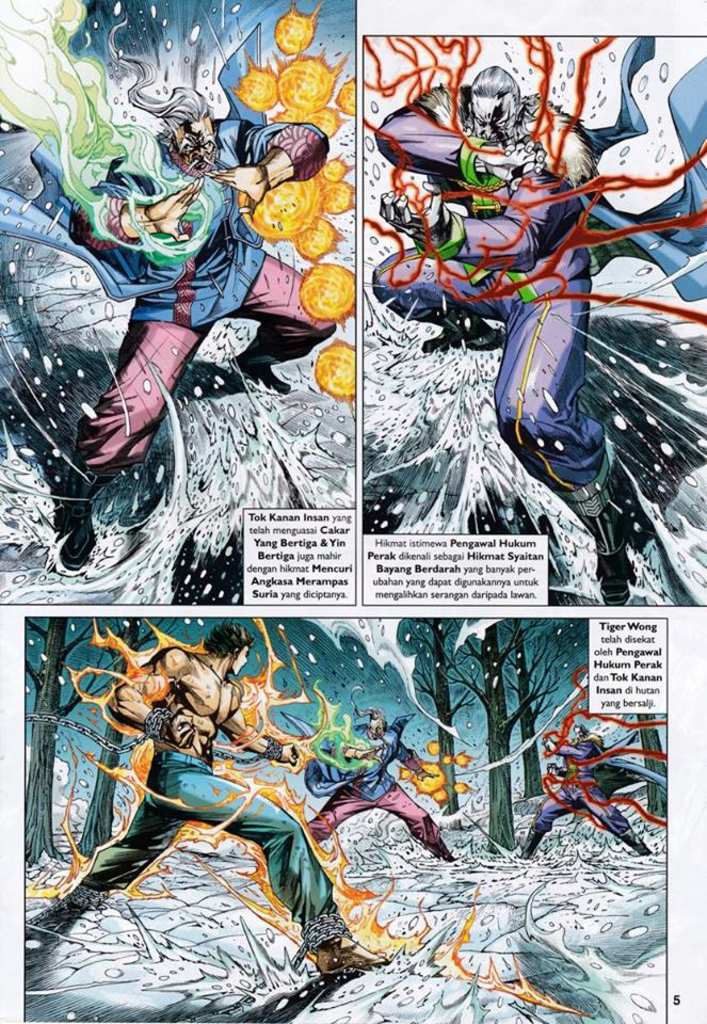 Tok Kanan Insan yang
telah menguasai Cakar
Yang Bertiga & Yin
Bertiga juga mahir
dengan hikmat Mencuri
Angkasa Merampas
Suria yang diciptanya.
Hikmat istimewa Pengawal Hukum
Perak dikenali sebagai Hikmat Syaitan
Bayang Berdarah yang banyak per-
ubahan yang dapat digunakannya untuk
mengalihkan serangan daripada lawan.
Tiger Wong
telah disekat
oleh Pengawal
Hukum Perak
dan Tok Kanan
Insan di hutan
yang bersalji.
5